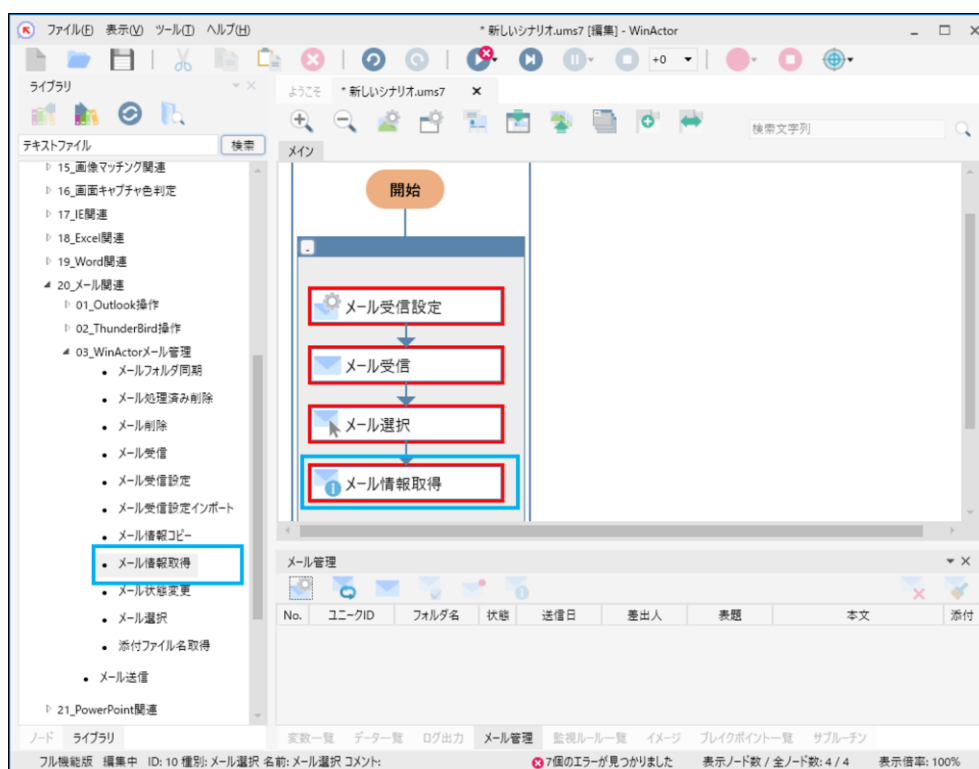 ファイル(F) 表示(V) ツール(T) ヘルプ(H)
* 新しいシナリオ.ums7 [編集] - WinActor
+0
ライブラリ
テキストファイル
検索
15_画像マッチング関連
16_画面キャプチャ色判定
17_IE関連
18_Excel関連
19_Word関連
20_メール関連
01_Outlook操作
02_ThunderBird操作
03_WinActorメール管理
メールフォルダ同期
メール処理済み削除
メール削除
メール受信
メール受信設定
メール受信設定インポート
メール情報コピー
メール情報取得
メール状態変更
メール選択
添付ファイル名取得
メール送信
21_PowerPoint関連
ノード ライブラリ
ようこそ * 新しいシナリオ.ums7
検索文字列
メイン
開始
メール受信設定
メール受信
メール選択
メール情報取得
メール管理
No. ユニークID フォルダ名 状態 送信日 差出人 表題 本文 添付
変数一覧 データ一覧 ログ出力 メール管理 監視ルール一覧 イメージ ブレイクポイント一覧 サブルーチン
フル機能版 編集中 ID: 10 種別: メール選択 名前: メール選択 コメント: 7個のエラーが見つかりました 表示ノード数 / 全ノード数: 4 / 4 表示倍率: 100%